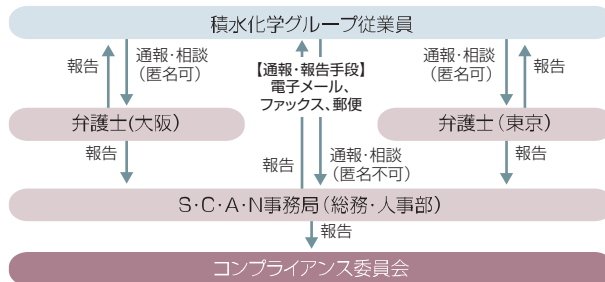 積水化学グループ従業員
報告
通報・相談
（匿名可）
【通報・報告手段】
電子メール、
ファックス、郵便
通報・相談
（匿名可）
報告
弁護士(大阪)
弁護士（東京）
報告
報告
通報・相談
（匿名不可）
報告
S・C・A・N事務局（総務・人事部）
報告
コンプライアンス委員会